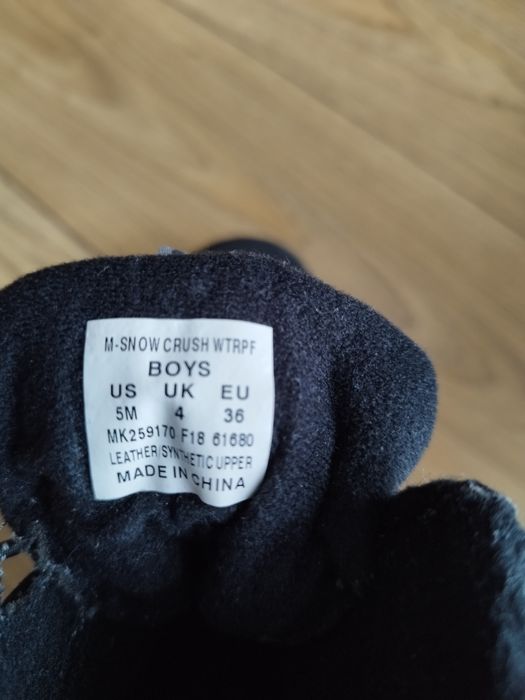 M-SNOW CRUSH WTRPF
BOYS
US UK EU
5M 4 36
MK259170 F18 61680
LEATHER/SYNTHETIC UPPER
MADE IN CHINA